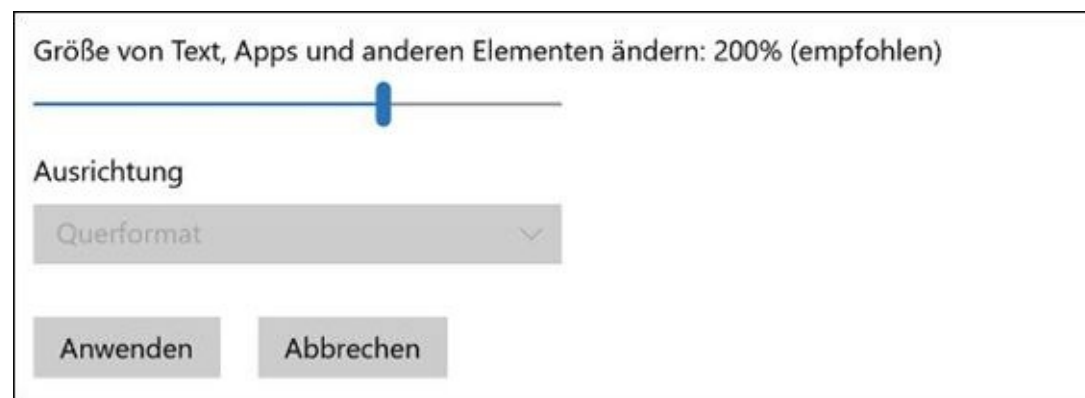 Größe von Text, Apps und anderen Elementen ändern: 200% (empfohlen)
Ausrichtung
Querformat
Anwenden Abbrechen